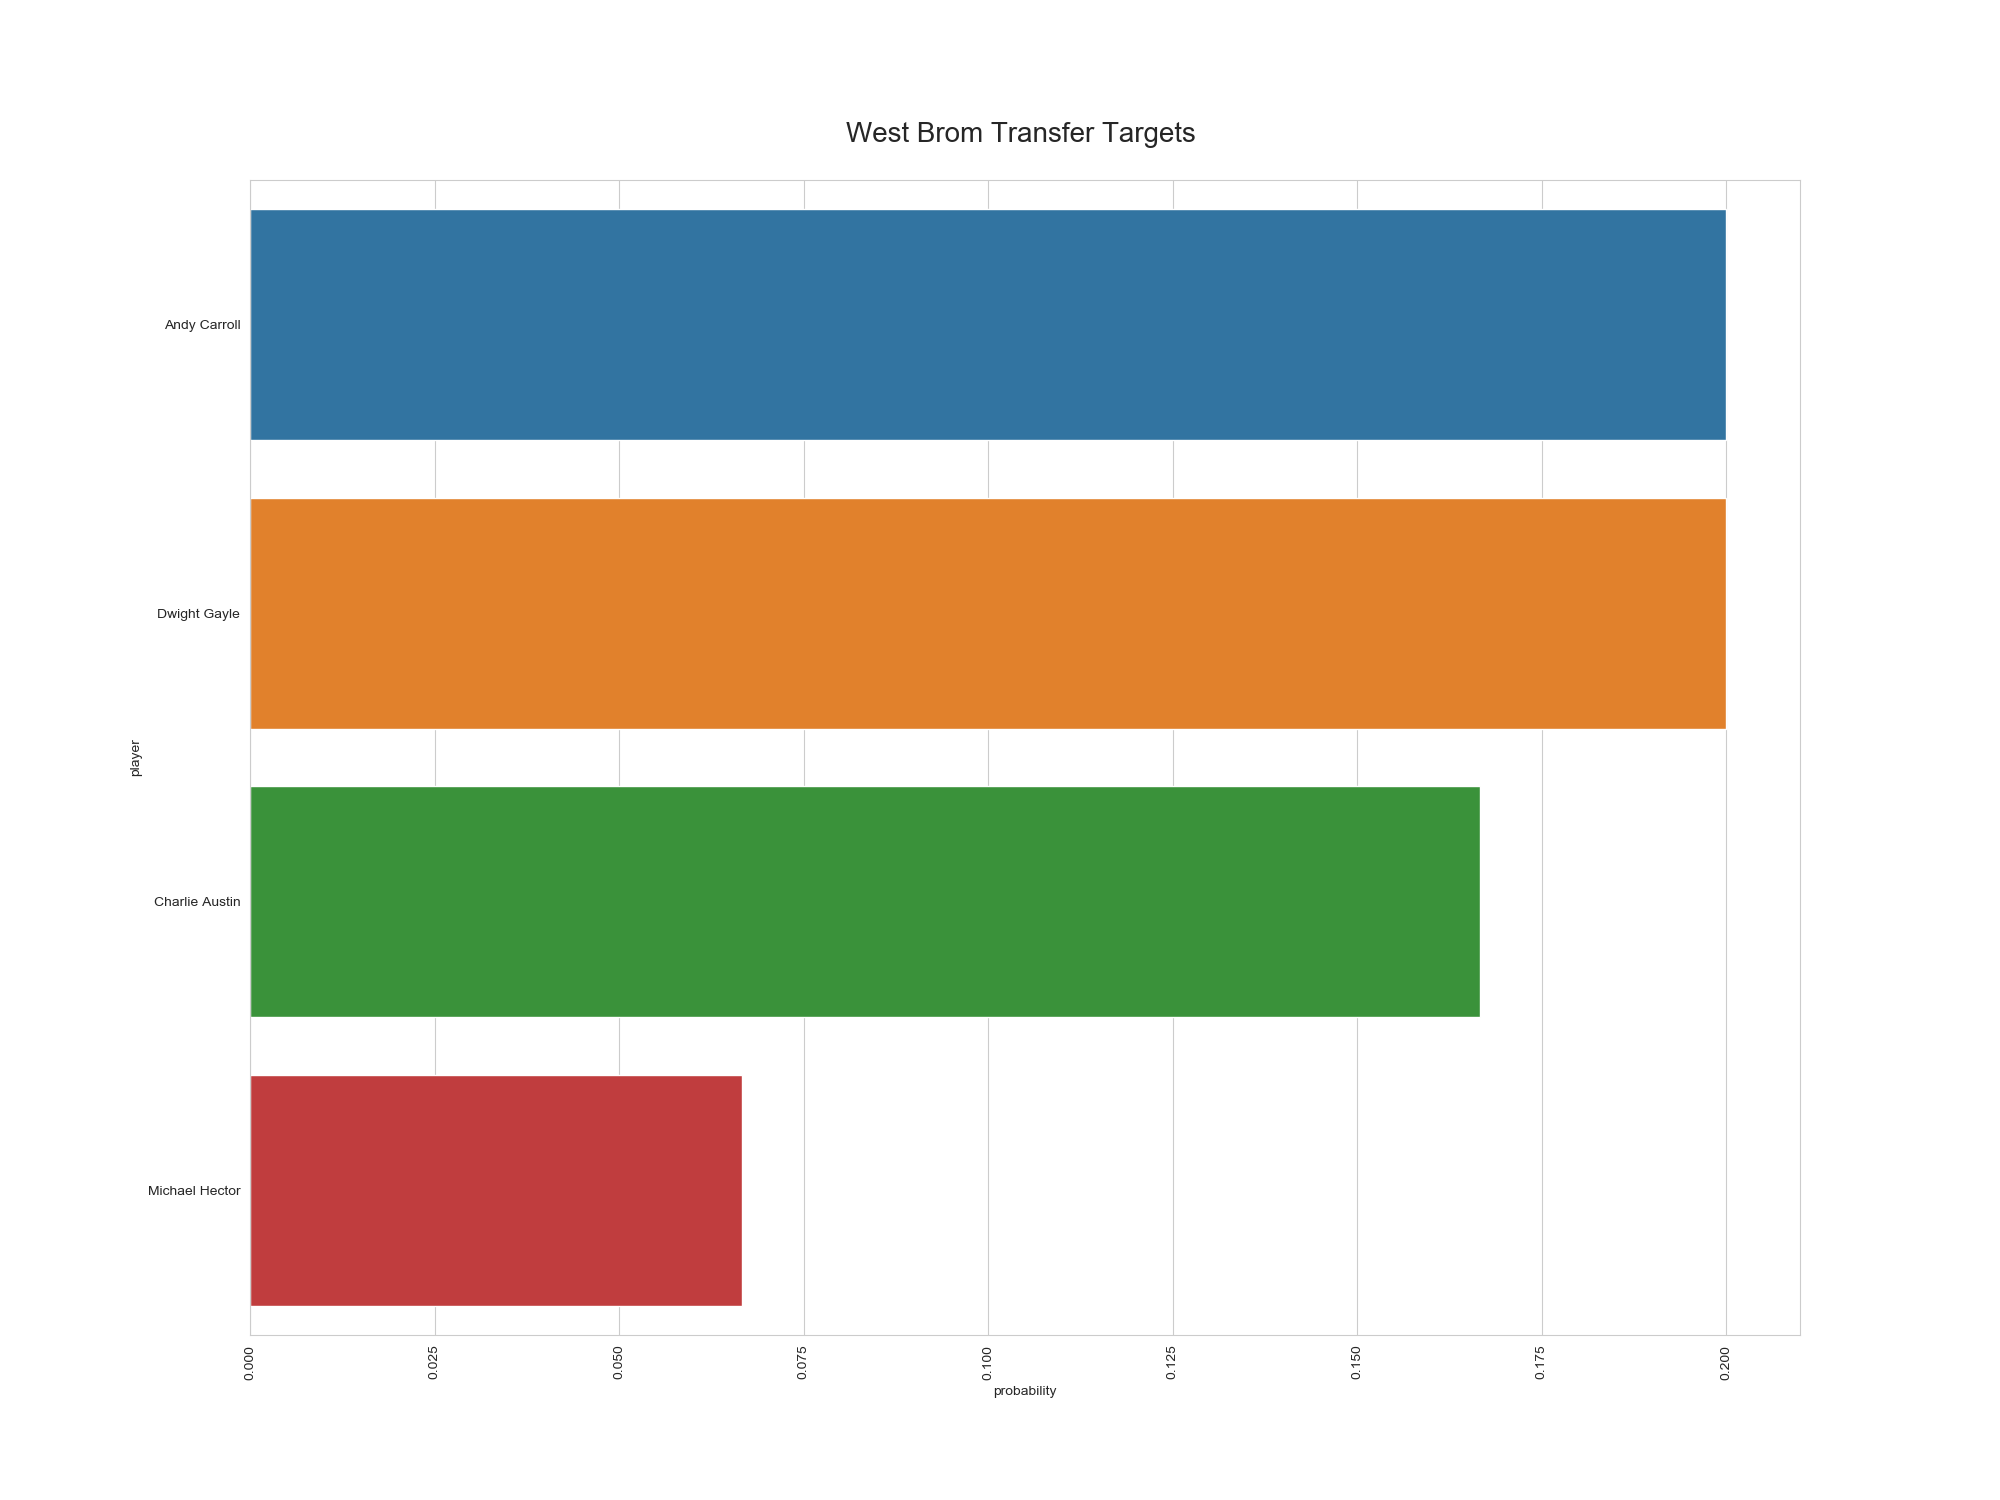 West Brom Transfer Targets
Andy Carroll
Dwight Gayle
player
Charlie Austin
Michael Hector
0.000
0.025
0.050
0.075
0.100
0.125
0.150
0.175
0.200
probability